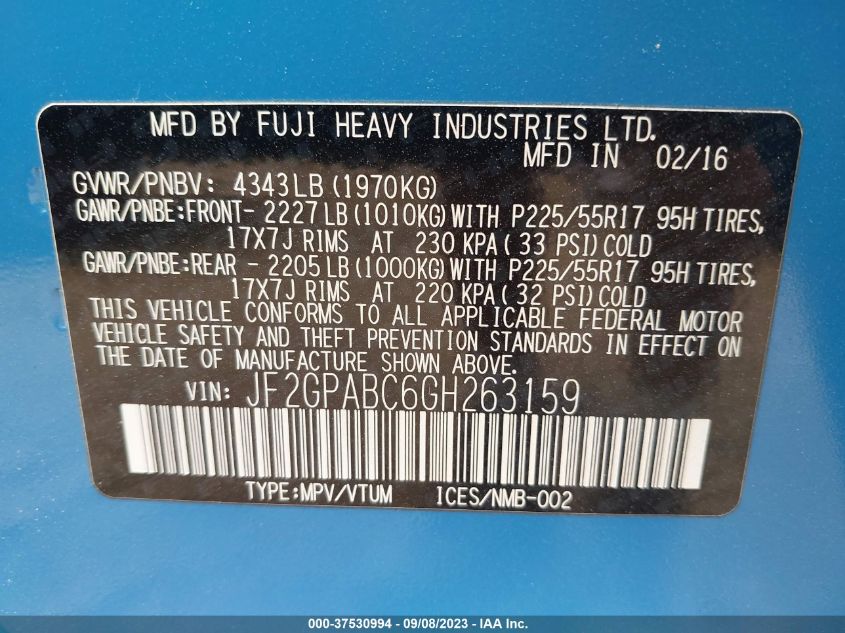 MFD BY FUJI HEAVY INDUSTRIES LTD.
MFD IN 02/16
GVWR/PNBV: 4343LB (1970KG)
GAWR/PNBE:FRONT- 2227 LB (1010KG) WITH P225/55R17 95H TIRES,
17X7J RIMS AT 230 KPA ( 33 PSI) COLD
GAWR/PNBE:REAR - 2205 LB (1000KG) WITH P225/55R17 95H TIRES,
17X7J RIMS AT 220 KPA ( 32 PSI) COLD
THIS VEHICLE CONFORMS TO ALL APPLICABLE FEDERAL MOTOR
VEHICLE SAFETY AND THEFT PREVENTION STANDARDS IN EFFECT ON
THE DATE OF MANUFACTURE SHOWN ABOVE.
VIN: JF2GPABC6GH263159
TYPE:MPV/VTUM ICES/NMB-002
000-37530994 - 09/08/2023 - IAA Inc.